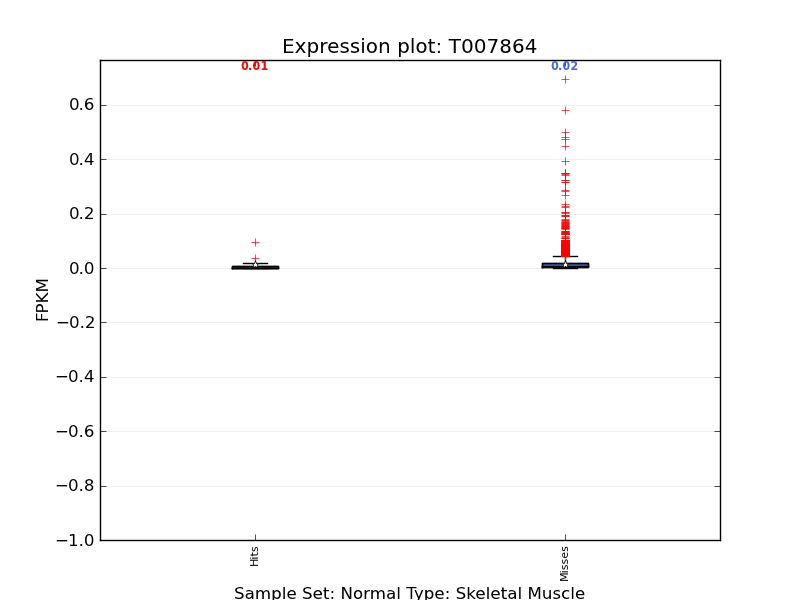 Expression plot: T007864
0.01
0.02
0.6
0.4
0.2
0.0
−0.2
−0.4
−0.6
−0.8
−1.0
FPKM
Hits
Misses
Sample Set: Normal Type: Skeletal Muscle